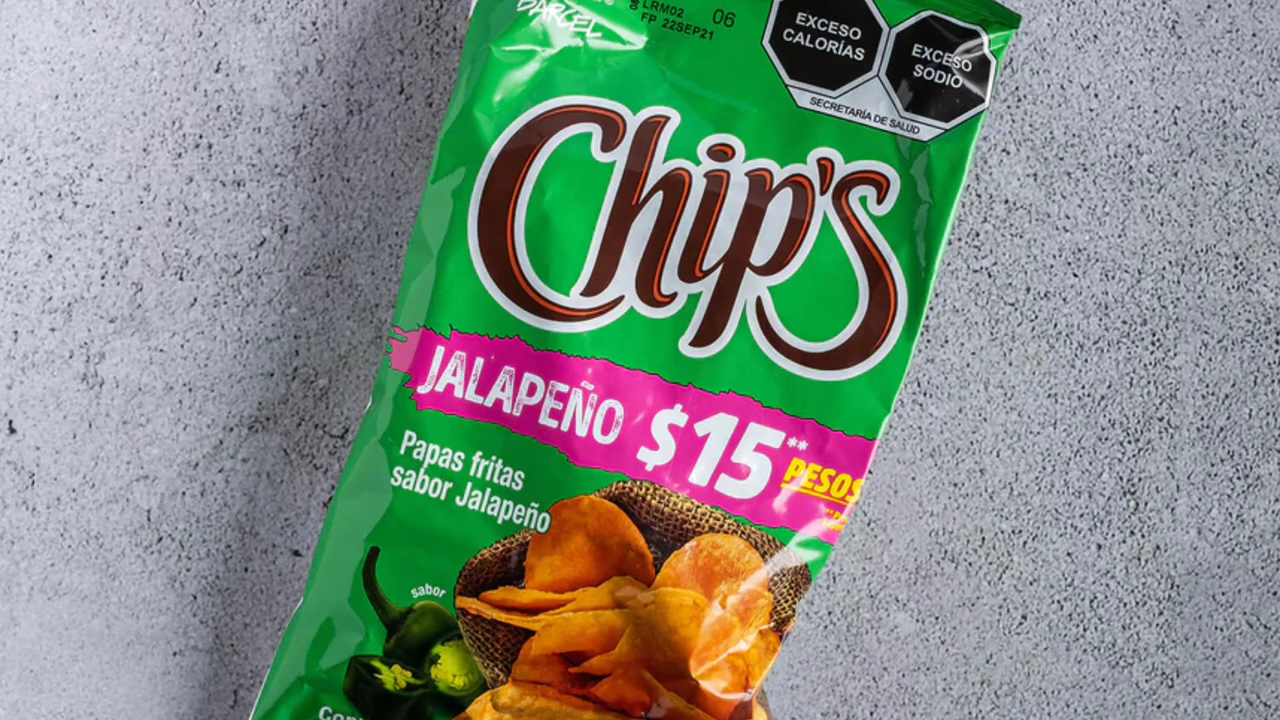 BARCEL
LRM02 06
FP 22SEP21
EXCESO
CALORÍAS
EXCESO
SODIO
SECRETARÍA DE SALUD
Chip's
JALAPEÑO $15**
PESOS
Papas fritas
sabor Jalapeño
sabor